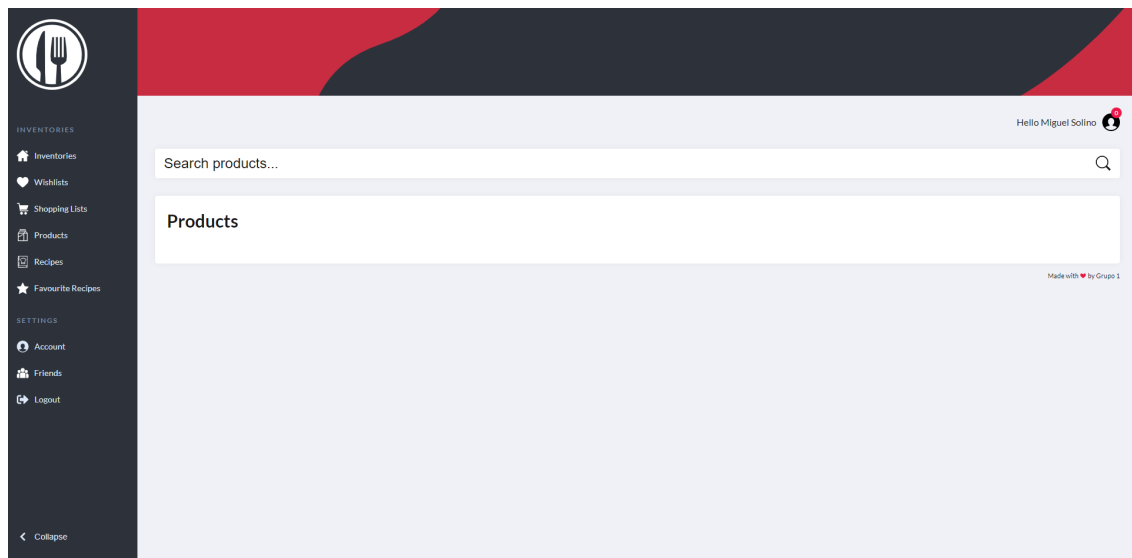 INVENTORIES
Inventories
Wishlists
Shopping Lists
Products
Recipes
Favourite Recipes
SETTINGS
Account
Friends
Logout
Collapse
0
Hello Miguel Solino
Search products...
Products
Made with ❤ by Grupo 1